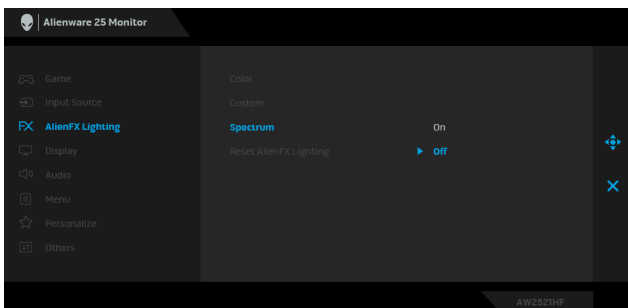 Alienware 25 Monitor
Game
Color
Input Source
Custom
FX AlienFX Lighting
Spectrum
On
Display
Reset AlienFX Lighting
Off
Audio
Menu
Personalize
Others
AW2521HF